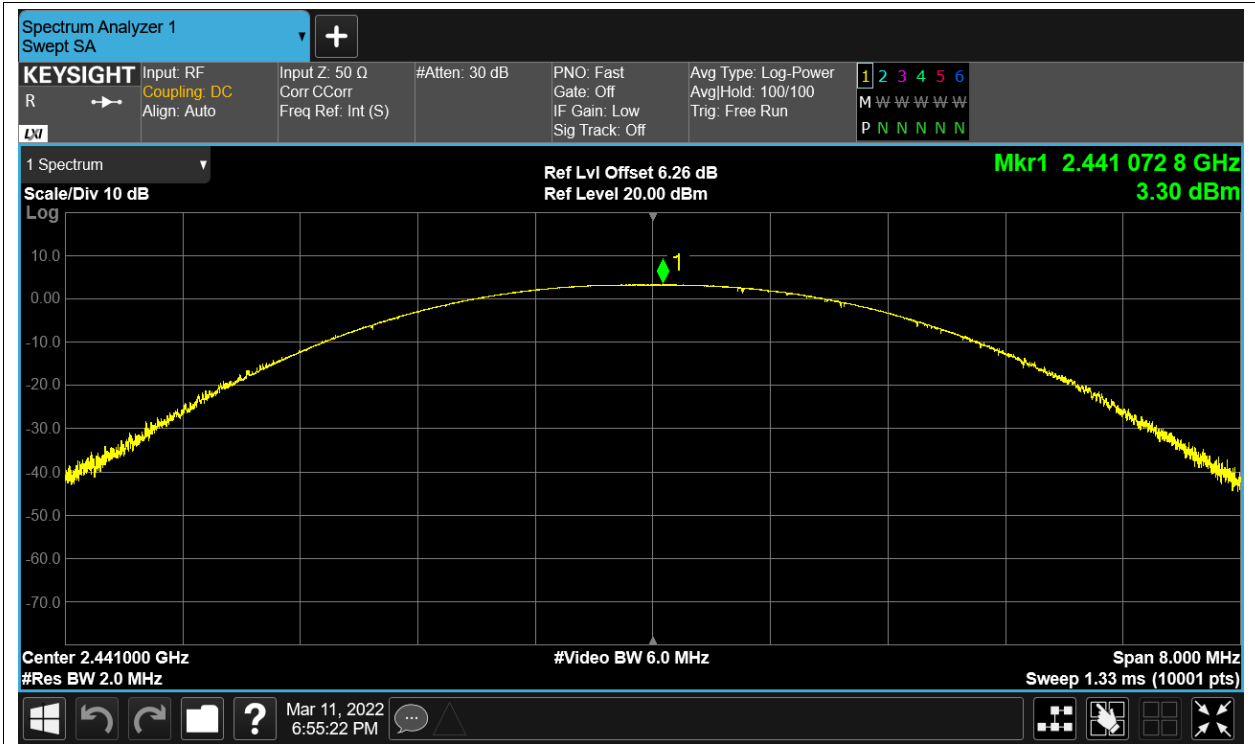 Spectrum Analyzer 1
Swept SA
KEYSIGHT
R
LXI
Input: RF
Coupling: DC
Align: Auto
Input Z: 50 Ω
Corr CCorr
Freq Ref: Int (S)
#Atten: 30 dB
PNO: Fast
Gate: Off
IF Gain: Low
Sig Track: Off
Avg Type: Log-Power
Avg|Hold: 100/100
Trig: Free Run
1 2 3 4 5 6
M W W W W W
P N N N N N
1 Spectrum
Scale/Div 10 dB
Log
Ref Lvl Offset 6.26 dB
Ref Level 20.00 dBm
Mkr1 2.441 072 8 GHz
3.30 dBm
1
10.0
0.00
-10.0
-20.0
-30.0
-40.0
-50.0
-60.0
-70.0
Center 2.441000 GHz
#Res BW 2.0 MHz
#Video BW 6.0 MHz
Span 8.000 MHz
Sweep 1.33 ms (10001 pts)
?
Mar 11, 2022
6:55:22 PM